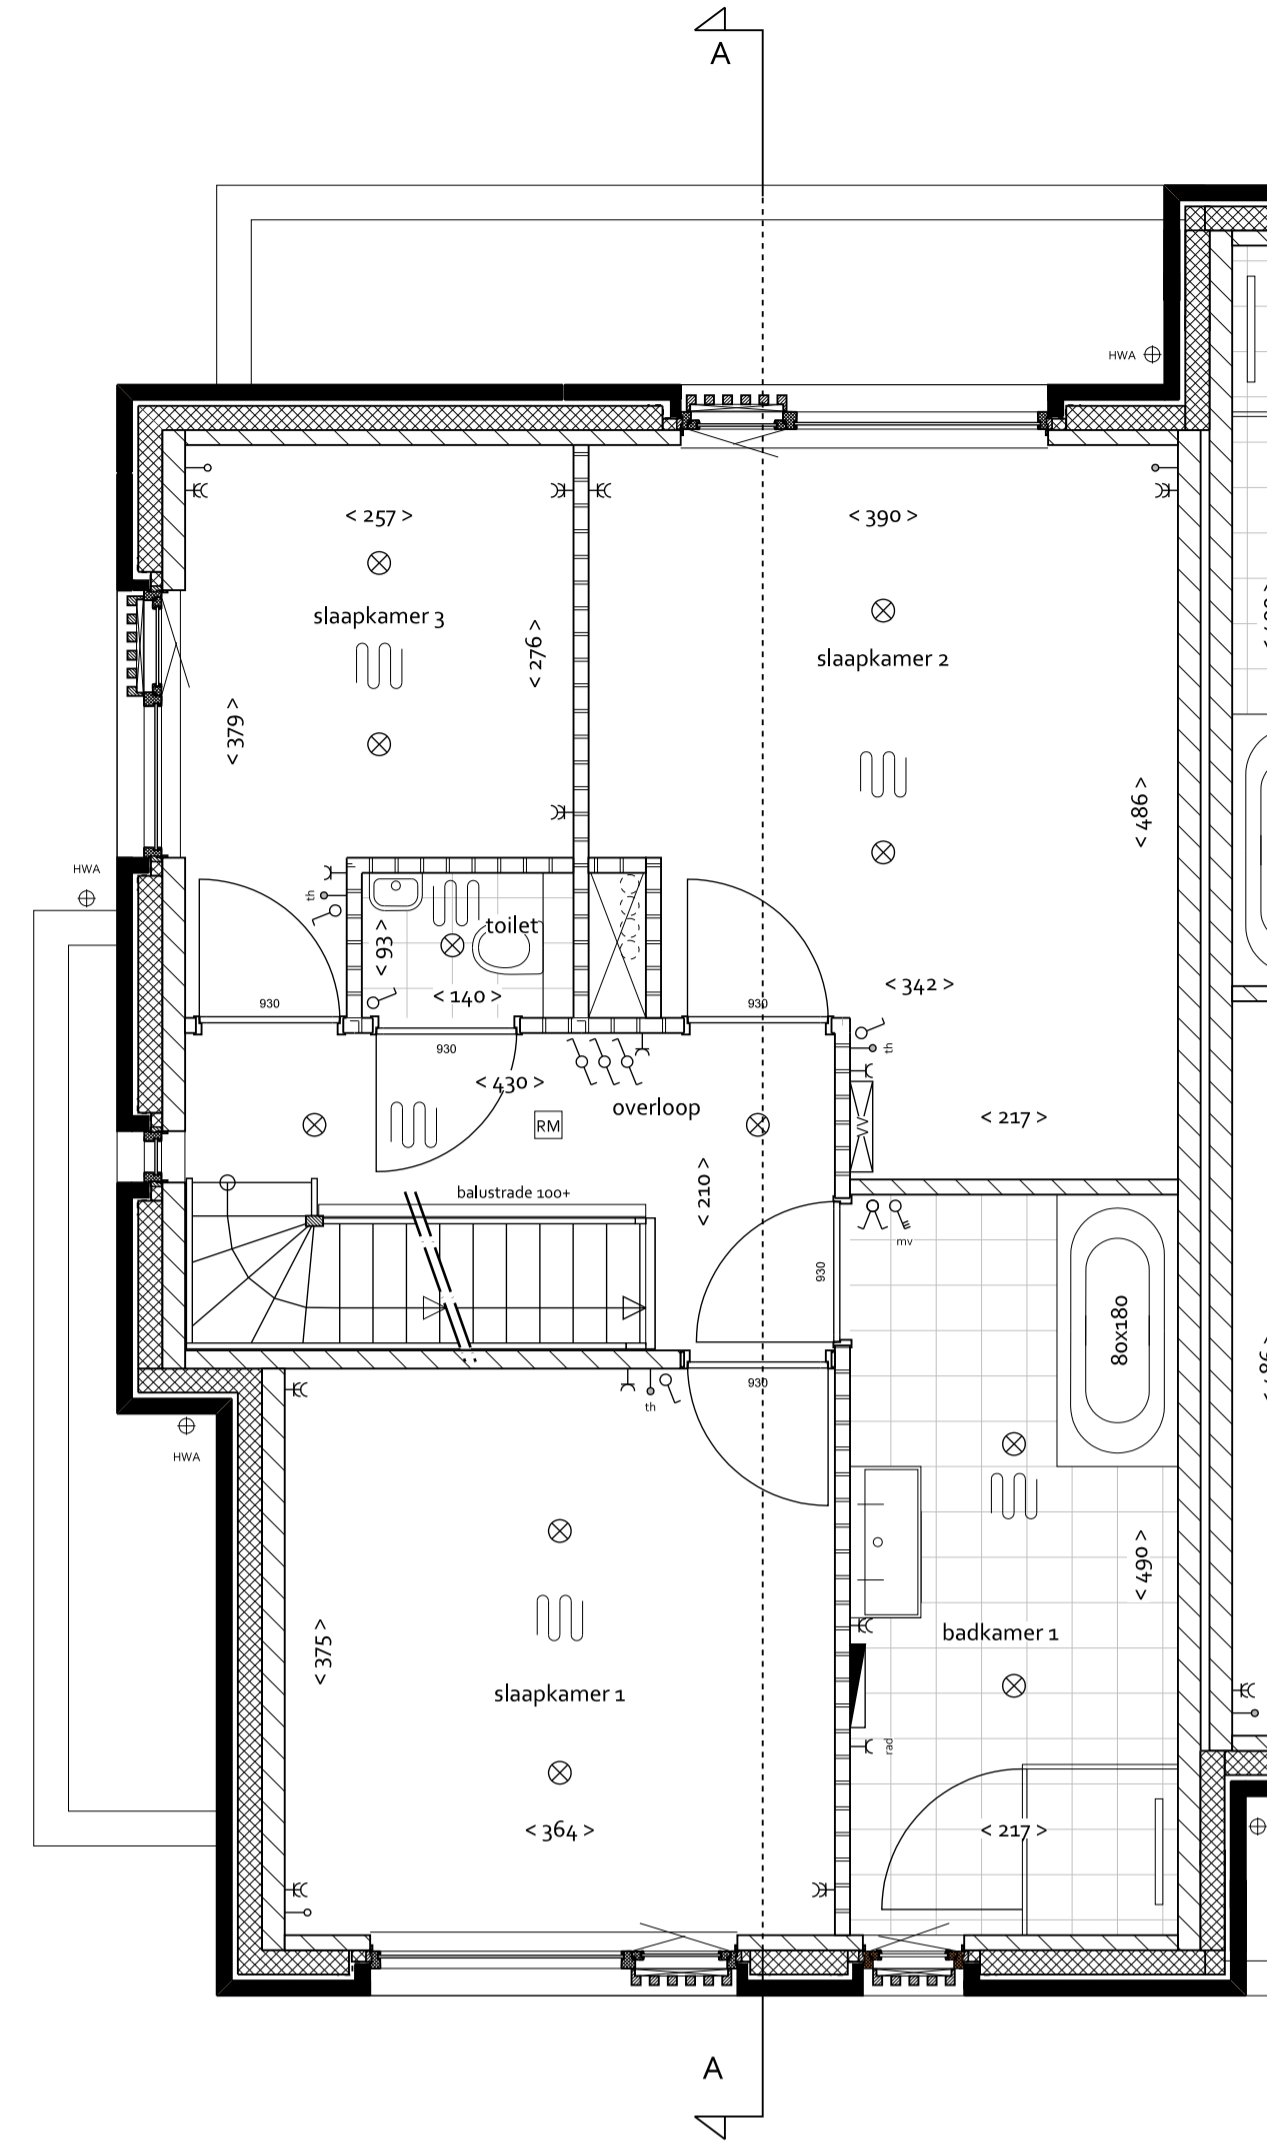 A
HWA
< 257 >
< 390 >
slaapkamer 3
< 276 >
slaapkamer 2
< 379 >
< 486 >
HWA
th
toilet
< 93 >
< 140 >
< 342 >
930
930
930
th
< 430 >
overloop
RM
VV
< 217 >
balustrade 100+
< 210 >
mv
930
80x180
930
th
HWA
< 490 >
< 375 >
badkamer 1
slaapkamer 1
rad
< 364 >
< 217 >
A